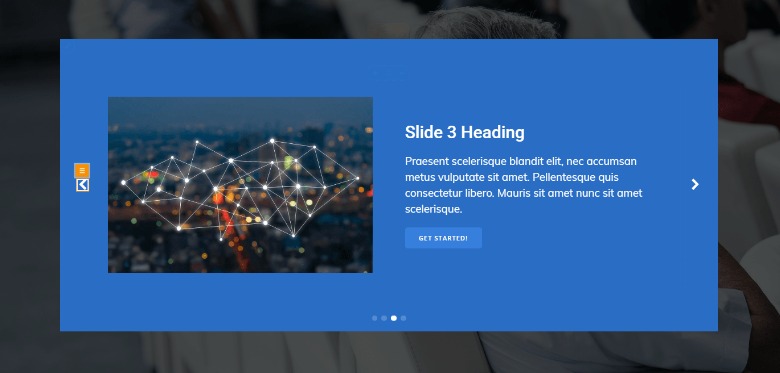 Slide 3 Heading
Praesent scelerisque blandit elit, nec accumsan
metus vulputate sit amet. Pellentesque quis
consectetur libero. Mauris sit amet nunc sit amet
scelerisque.
GET STARTED!